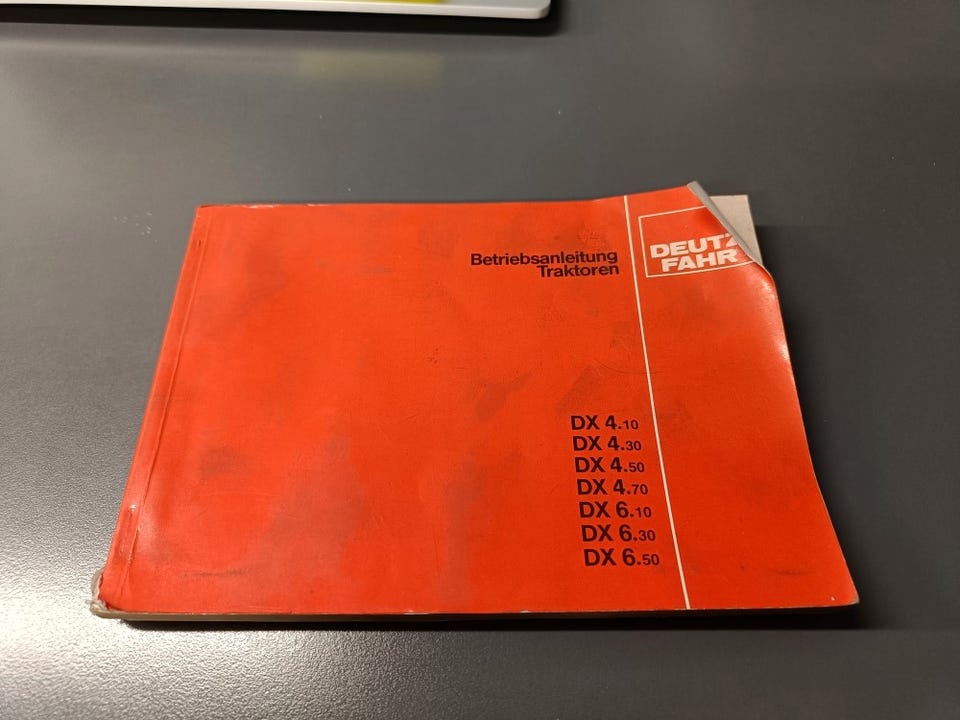 Betriebsanleitung
Traktoren
DEUTZ
FAHR
DX 4.10
DX 4.30
DX 4.50
DX 4.70
DX 6.10
DX 6.30
DX 6.50